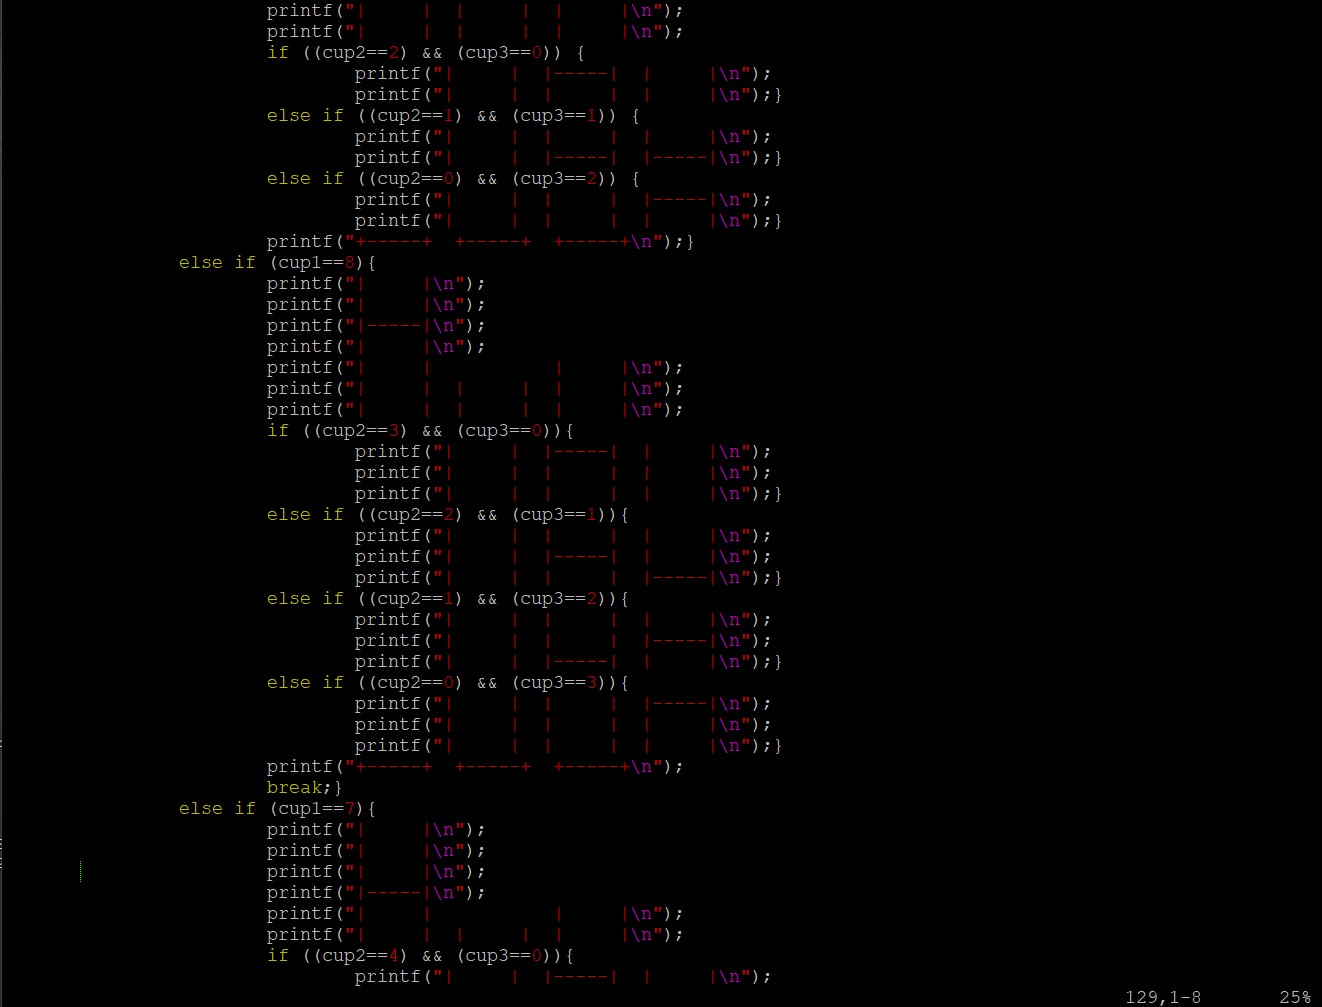 printf("|      |  |      |  |      |\n");
printf("|      |  |      |  |      |\n");
if ((cup2==2) && (cup3==0)) {
        printf("|      |  |-----|  |      |\n");
        printf("|      |  |      |  |      |\n");}
else if ((cup2==1) && (cup3==1)) {
        printf("|      |  |      |  |      |\n");
        printf("|      |  |-----|  |-----|\n");}
else if ((cup2==0) && (cup3==2)) {
        printf("|      |  |      |  |-----|\n");
        printf("|      |  |      |  |      |\n");}
printf("+-----+  +-----+  +-----+\n");}
else if (cup1==8){
printf("|      |\n");
printf("|      |\n");
printf("|-----|\n");
printf("|      |\n");
printf("|      |            |      |\n");
printf("|      |  |      |  |      |\n");
printf("|      |  |      |  |      |\n");
if ((cup2==3) && (cup3==0)){
        printf("|      |  |-----|  |      |\n");
        printf("|      |  |      |  |      |\n");
        printf("|      |  |      |  |      |\n");}
else if ((cup2==2) && (cup3==1)){
        printf("|      |  |      |  |      |\n");
        printf("|      |  |-----|  |      |\n");
        printf("|      |  |      |  |-----|\n");}
else if ((cup2==1) && (cup3==2)){
        printf("|      |  |      |  |      |\n");
        printf("|      |  |      |  |-----|\n");
        printf("|      |  |-----|  |      |\n");}
else if ((cup2==0) && (cup3==3)){
        printf("|      |  |      |  |-----|\n");
        printf("|      |  |      |  |      |\n");
        printf("|      |  |      |  |      |\n");}
printf("+-----+  +-----+  +-----+\n");
break;}
else if (cup1==7){
printf("|      |\n");
printf("|      |\n");
printf("|      |\n");
printf("|-----|\n");
printf("|      |            |      |\n");
printf("|      |  |      |  |      |\n");
if ((cup2==4) && (cup3==0)){
        printf("|      |  |-----|  |      |\n");
129,1-8 25%